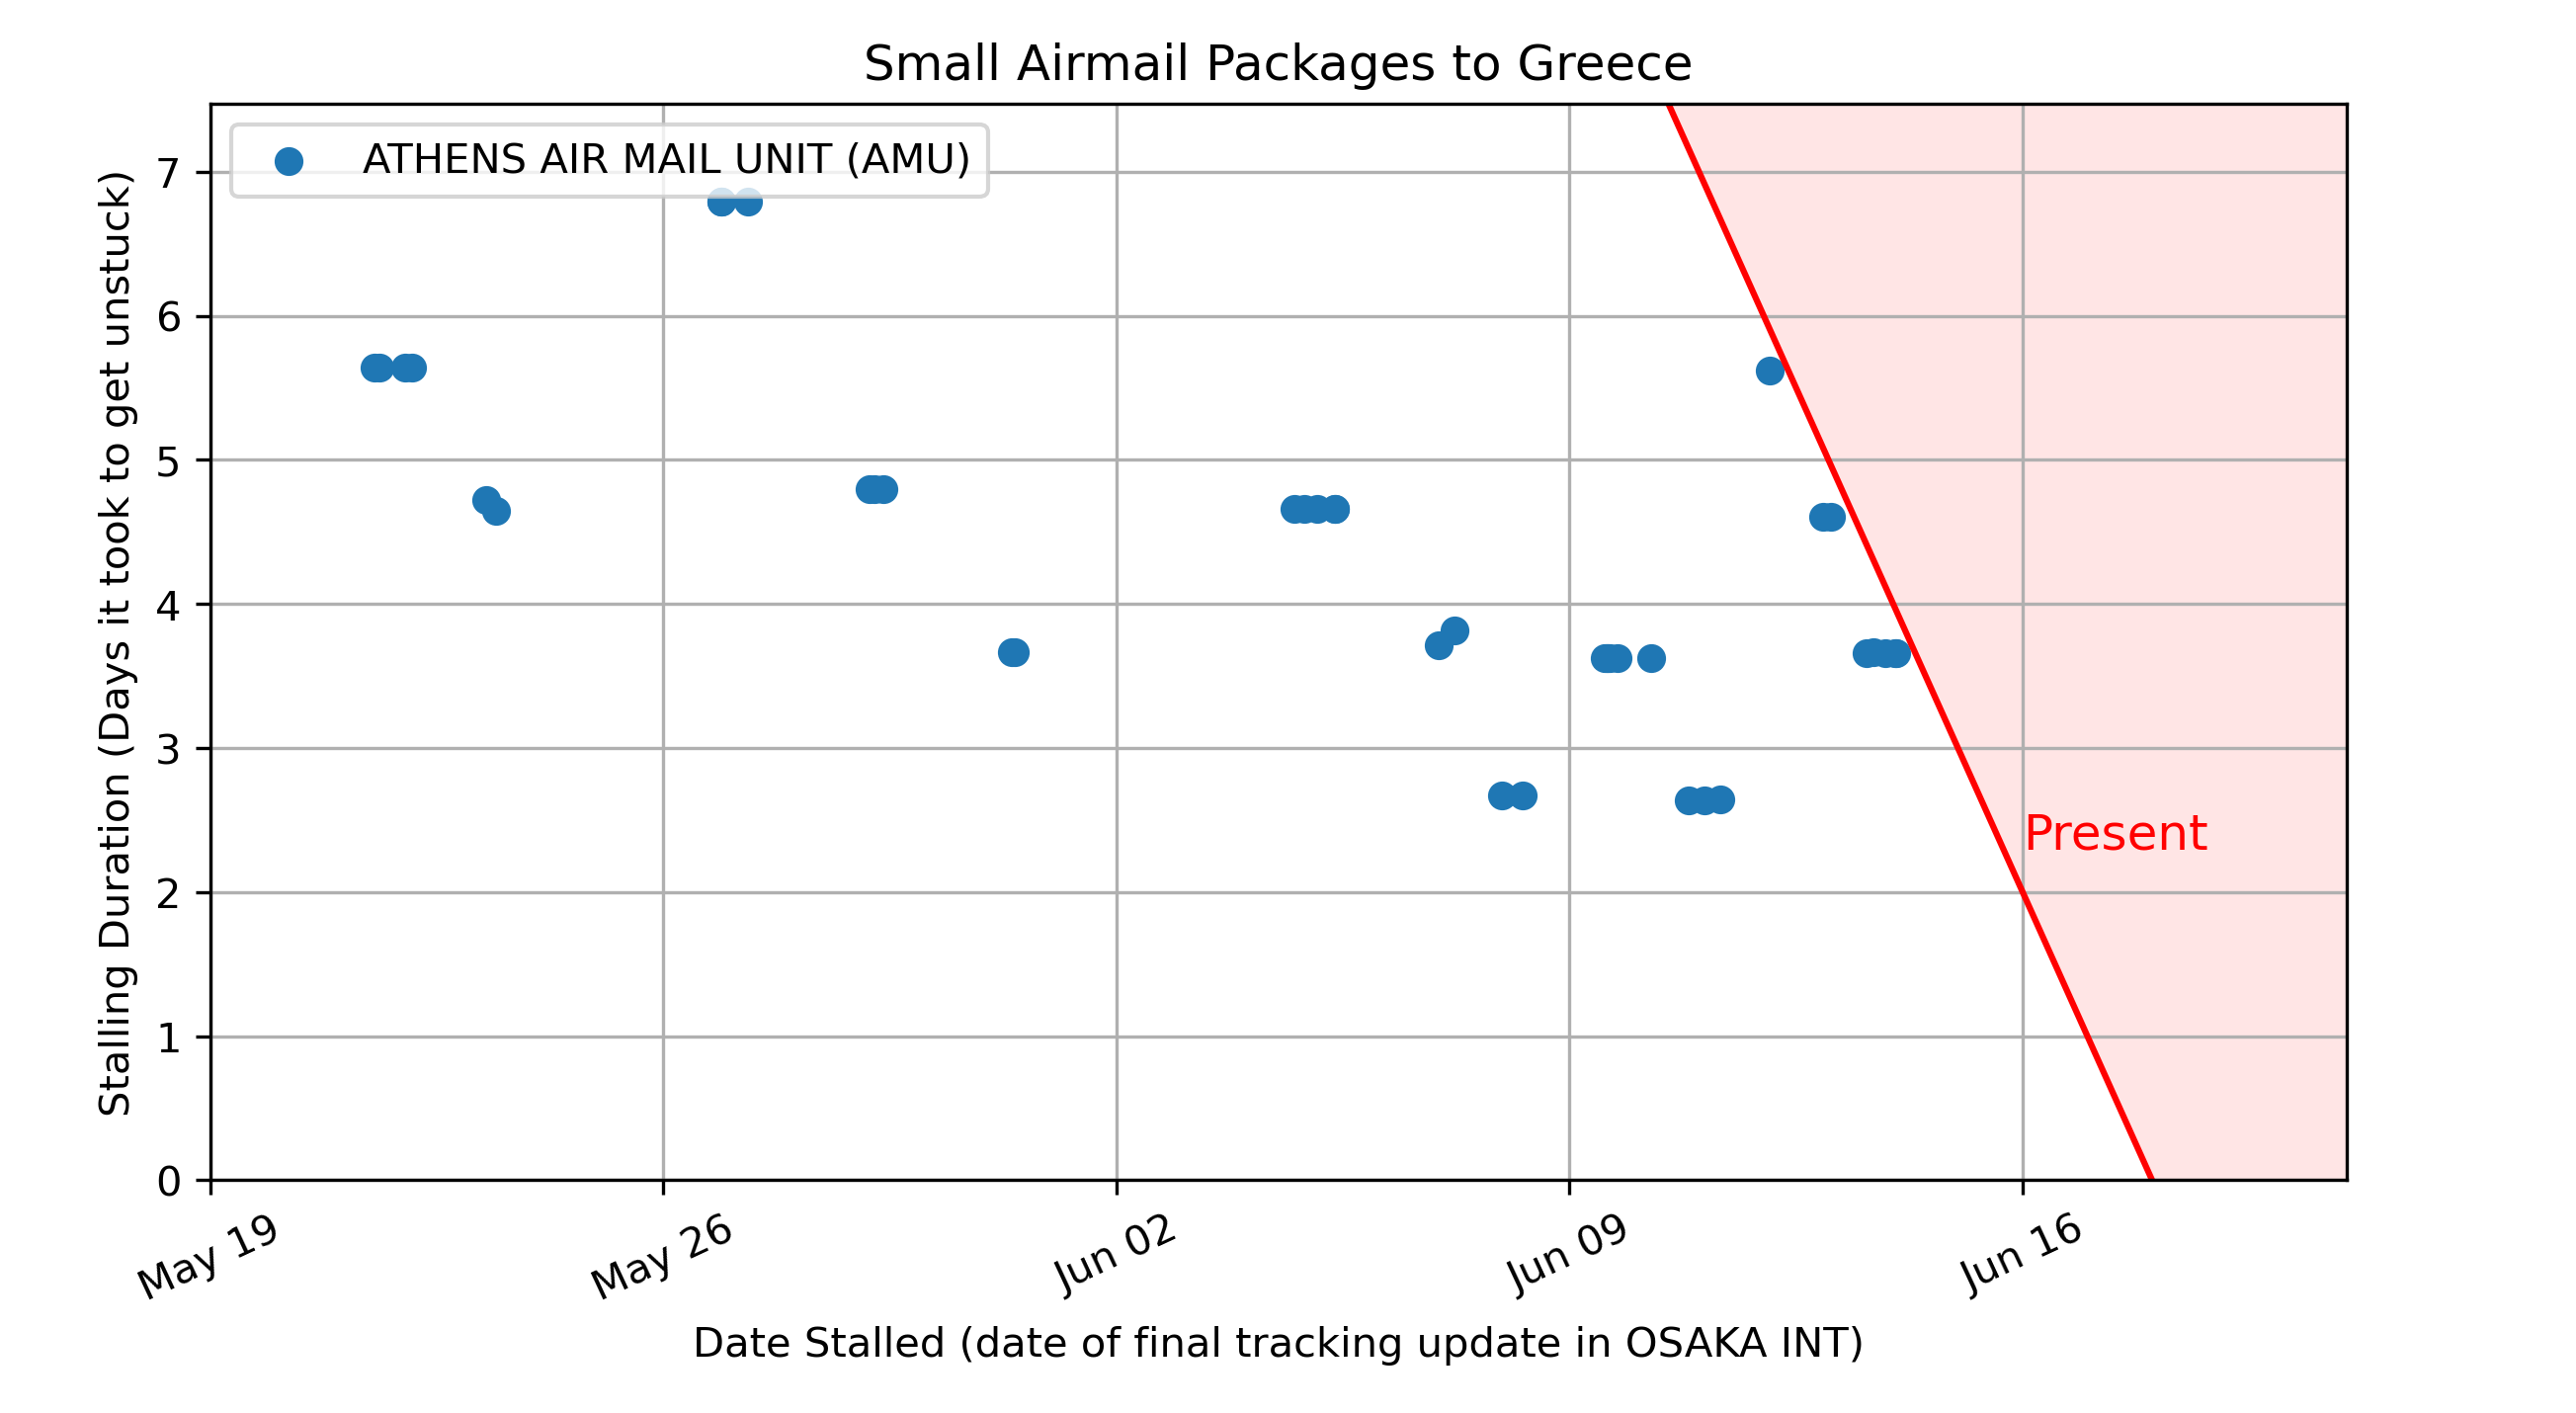 Small Airmail Packages to Greece
ATHENS AIR MAIL UNIT (AMU)
Stalling Duration (Days it took to get unstuck)
7
6
5
4
3
2
1
0
Present
May 19
May 26
Jun 02
Jun 09
Jun 16
Date Stalled (date of final tracking update in OSAKA INT)